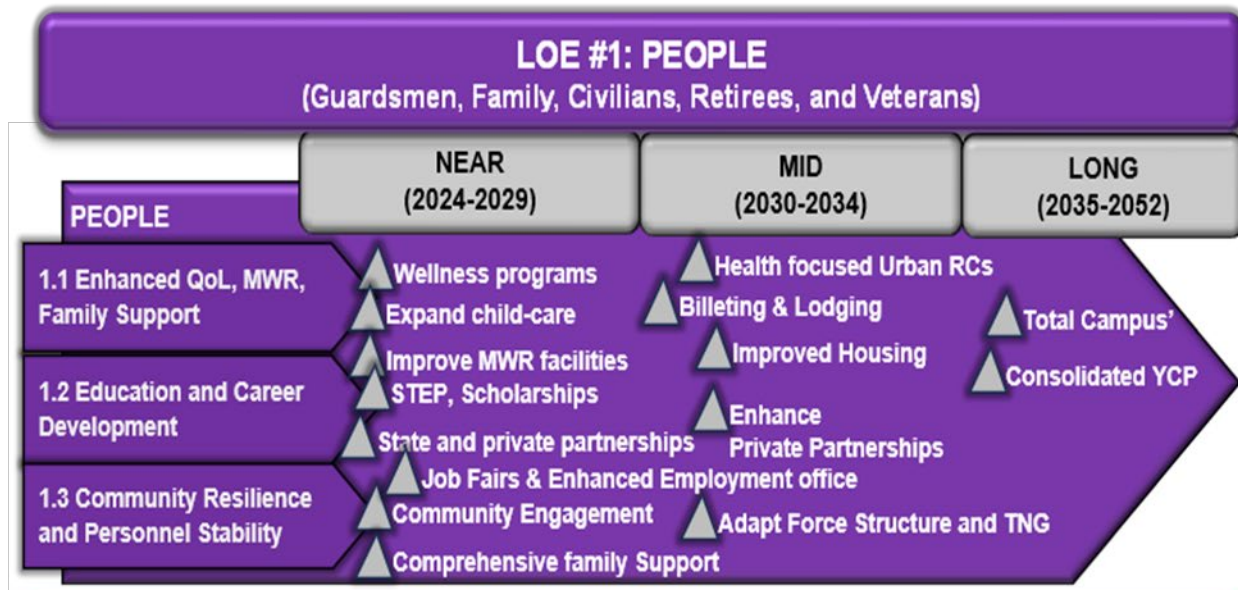 LOE #1: PEOPLE
(Guardsmen, Family, Civilians, Retirees, and Veterans)
NEAR
(2024-2029)
MID
(2030-2034)
LONG
(2035-2052)
PEOPLE
1.1 Enhanced QoL, MWR,
Family Support
1.2 Education and Career
Development
1.3 Community Resilience
and Personnel Stability
Wellness programs
Expand child-care
Improve MWR facilities
STEP, Scholarships
State and private partnerships
Job Fairs & Enhanced Employment office
Community Engagement
Comprehensive family Support
Health focused Urban RCs
Billeting & Lodging
Improved Housing
Enhance
Private Partnerships
Adapt Force Structure and TNG
Total Campus’
Consolidated YCP